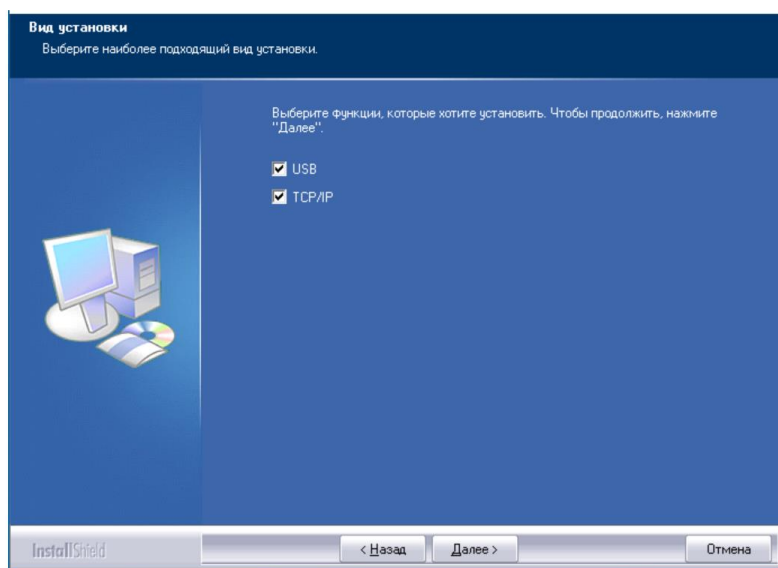 Вид установки
Выберите наиболее подходящий вид установки.
Выберите функции, которые хотите установить. Чтобы продолжить, нажмите
"Далее".
USB
TCP/IP
InstallShield
< Назад
Далее >
Отмена